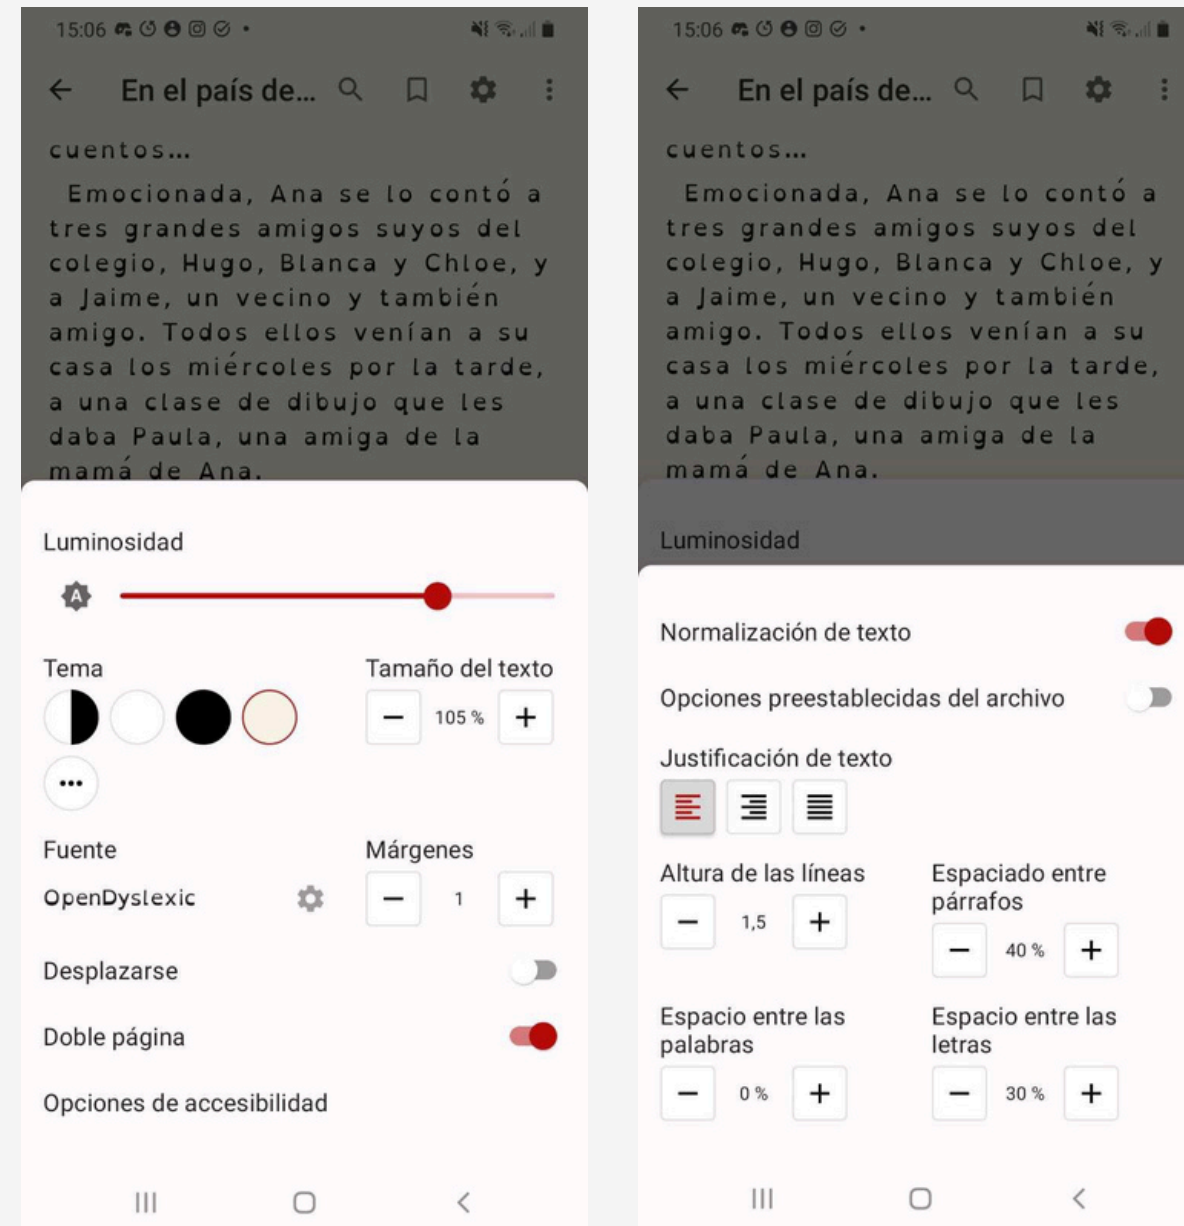 15:06
En el país de...
cuentos...
Emocionada, Ana se lo contó a
tres grandes amigos suyos del
colegio, Hugo, Blanca y Chloe, y
a Jaime, un vecino y también
amigo. Todos ellos venían a su
casa los miércoles por la tarde,
a una clase de dibujo que les
daba Paula, una amiga de la
mamá de Ana.
Luminosidad
A
Tema
Tamaño del texto
105 %
Fuente
Márgenes
OpenDyslexic
1
Desplazarse
Doble página
Opciones de accesibilidad
15:06
En el país de...
cuentos...
Emocionada, Ana se lo contó a
tres grandes amigos suyos del
colegio, Hugo, Blanca y Chloe, y
a Jaime, un vecino y también
amigo. Todos ellos venían a su
casa los miércoles por la tarde,
a una clase de dibujo que les
daba Paula, una amiga de la
mamá de Ana.
Luminosidad
Normalización de texto
Opciones preestablecidas del archivo
Justificación de texto
Altura de las líneas
1,5
Espaciado entre
párrafos
40 %
Espacio entre las
palabras
0 %
Espacio entre las
letras
30 %